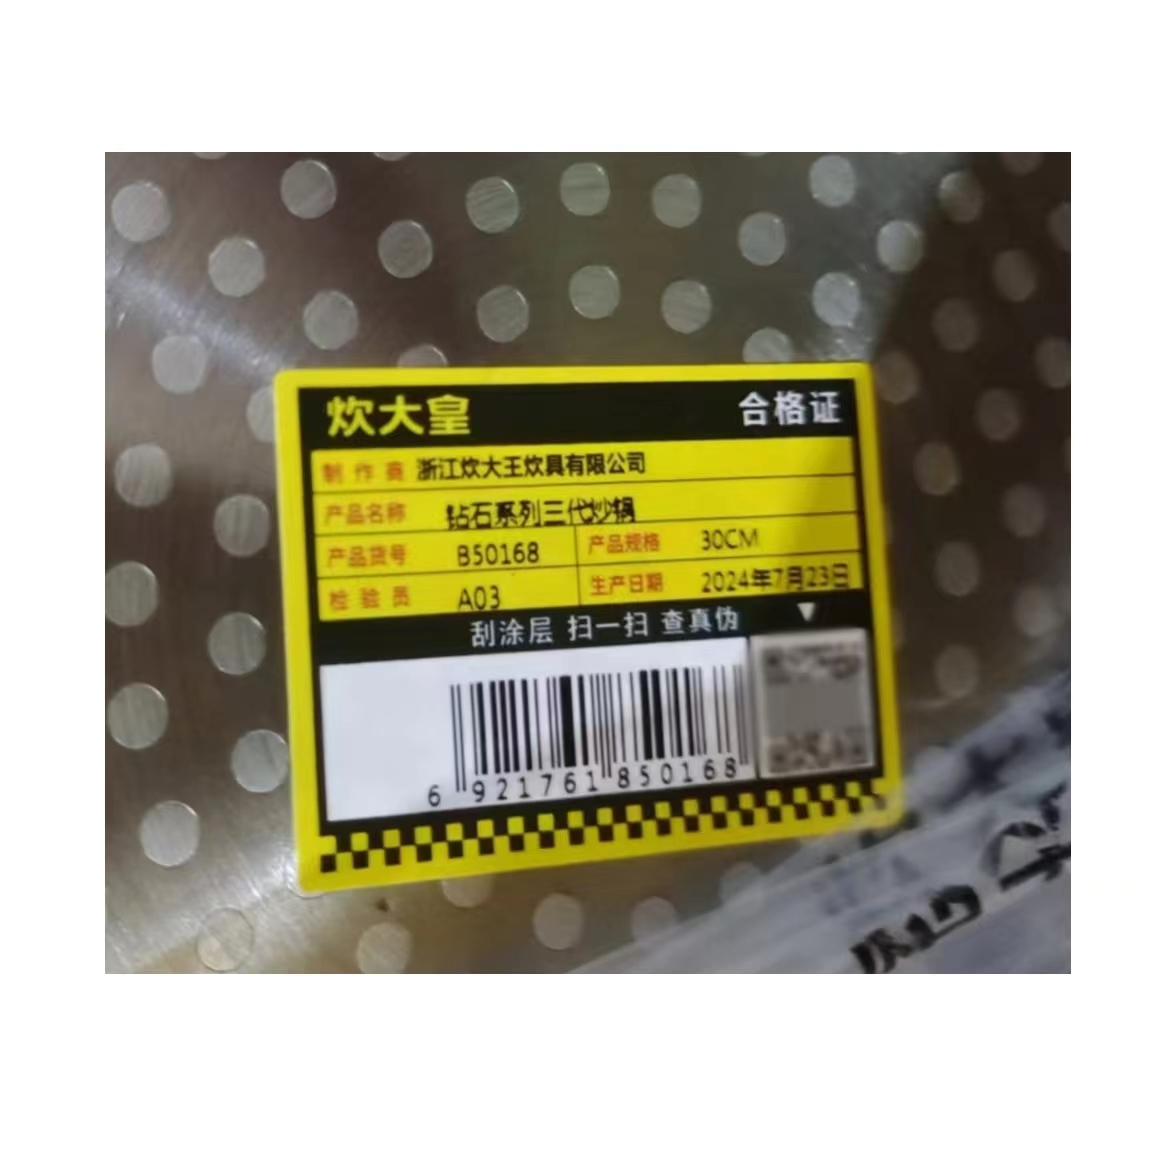 炊大皇 合格证
制作商 浙江炊大王炊具有限公司
产品名称 钻石系列三代炒锅
产品货号 B50168 产品规格 30CM
检验员 A03 生产日期 2024年7月23日
刮涂层 扫一扫 查真伪
6 921761 850168